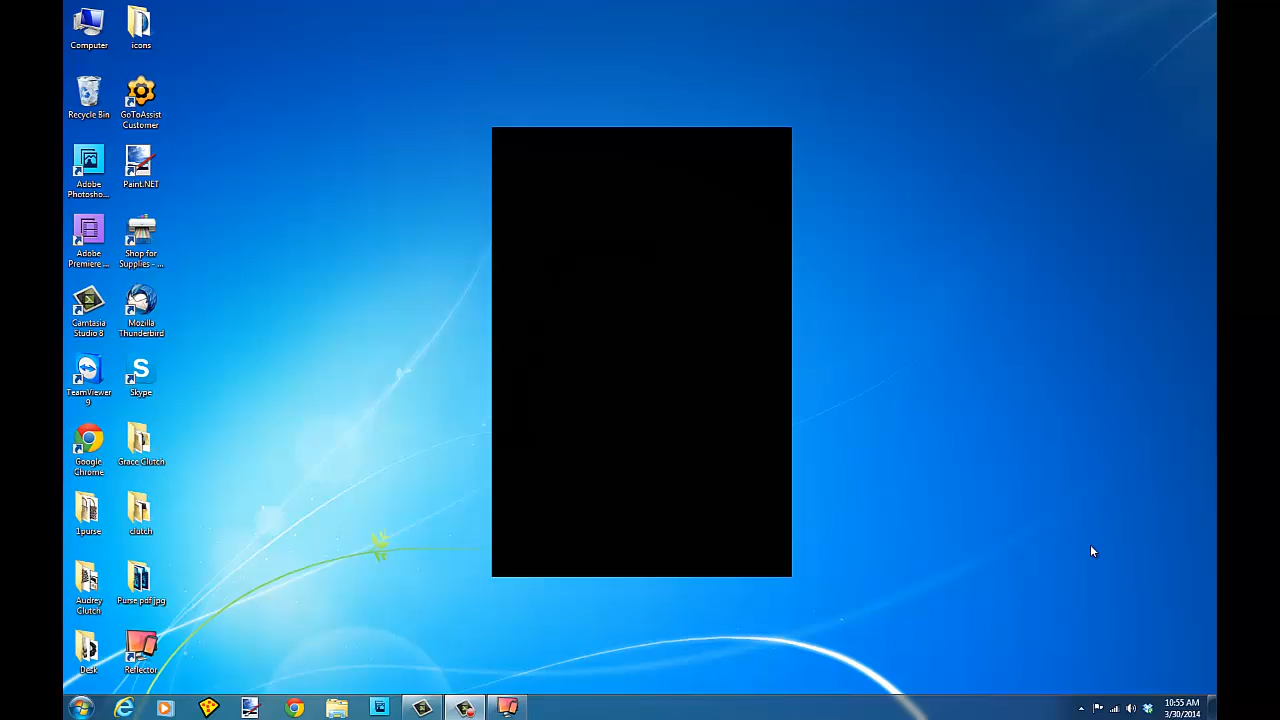 Computer
icons
Recycle Bin
GoToAssist
Customer
Adobe
Photosho...
Paint.NET
Adobe
Premiere ...
Shop for
Supplies - ...
Camtasia
Studio 8
Mozilla
Thunderbird
TeamViewer
9
S
Skype
Google
Chrome
Grace Clutch
1purse
clutch
Audrey
Clutch
Purse pdf.jpg
Desk
Reflector
10:55 AM
3/30/2014